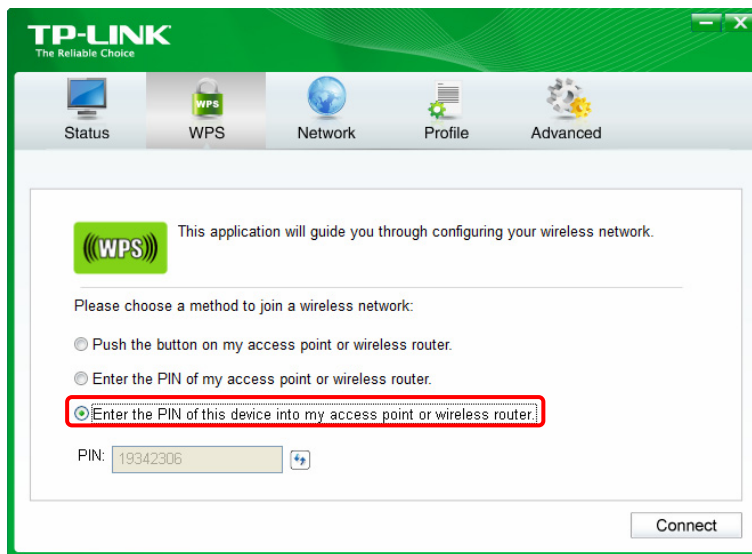 TP-LINK
The Reliable Choice
Status WPS Network Profile Advanced
WPS
This application will guide you through configuring your wireless network.
WPS
Please choose a method to join a wireless network:
Push the button on my access point or wireless router.
Enter the PIN of my access point or wireless router.
Enter the PIN of this device into my access point or wireless router.
PIN: 19342306
Connect